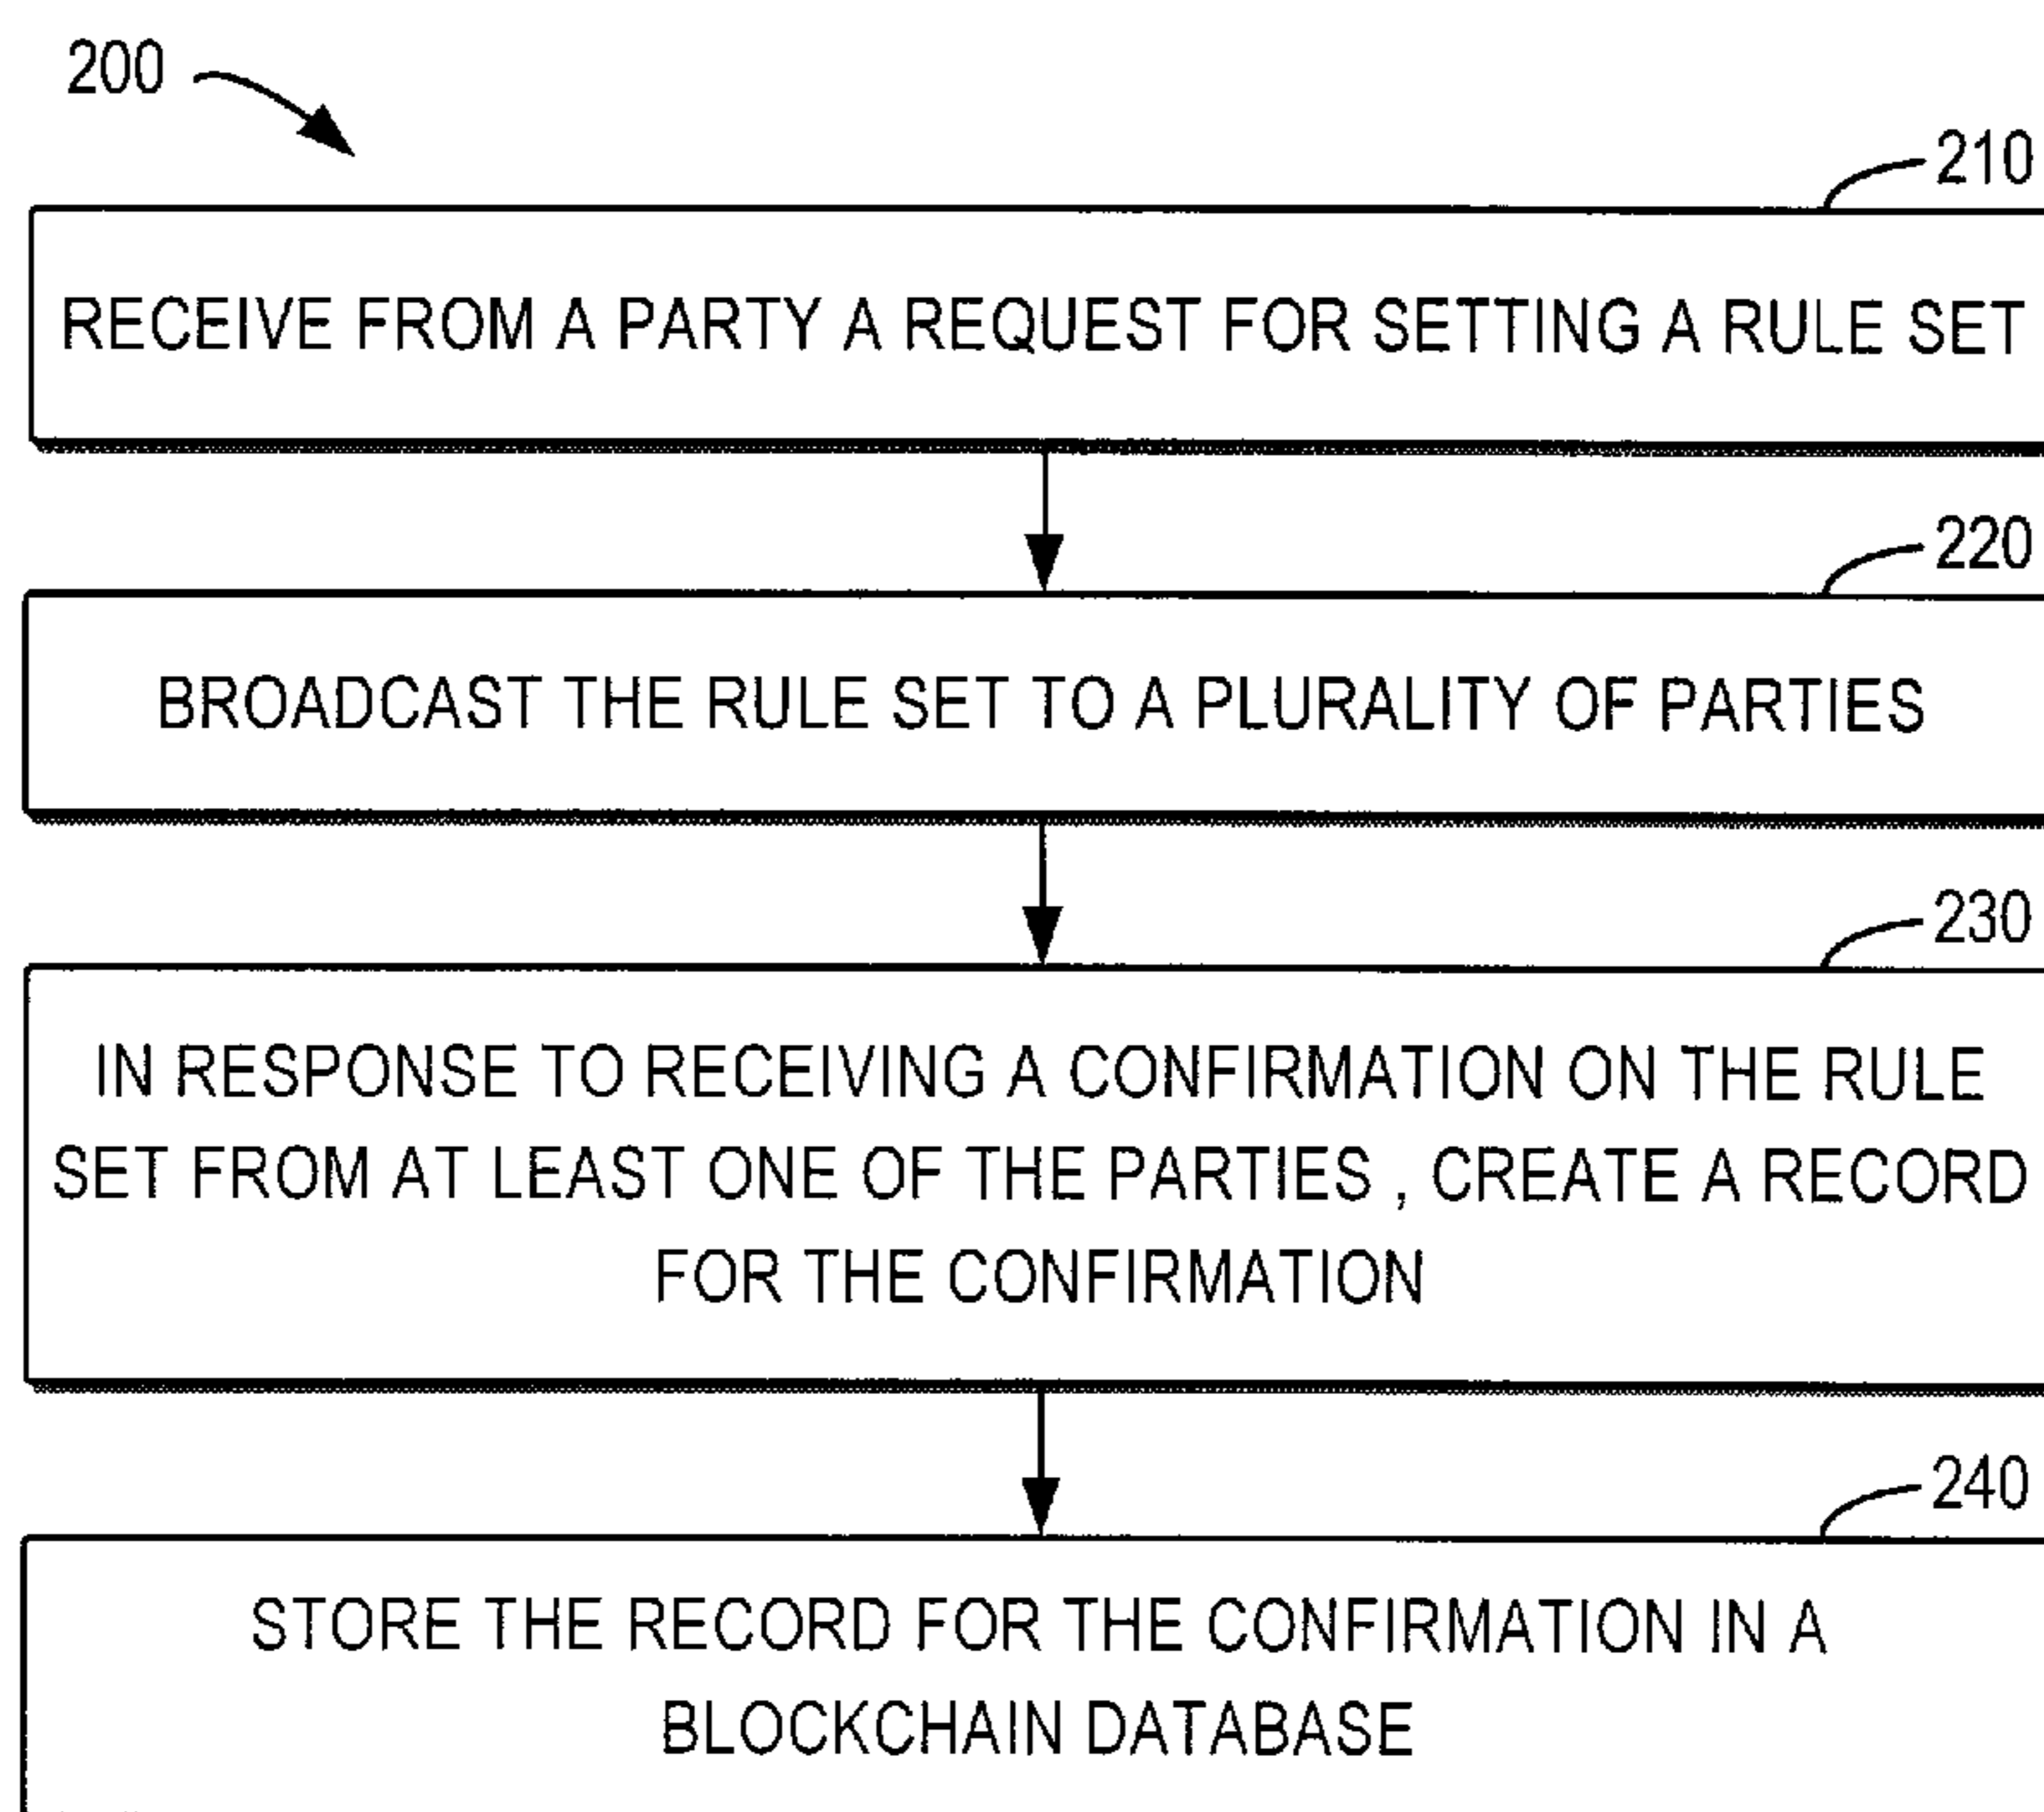 200
210
RECEIVE FROM A PARTY A REQUEST FOR SETTING A RULE SET
220
BROADCAST THE RULE SET TO A PLURALITY OF PARTIES
230
IN RESPONSE TO RECEIVING A CONFIRMATION ON THE RULE
SET FROM AT LEAST ONE OF THE PARTIES , CREATE A RECORD
FOR THE CONFIRMATION
240
STORE THE RECORD FOR THE CONFIRMATION IN A
BLOCKCHAIN DATABASE